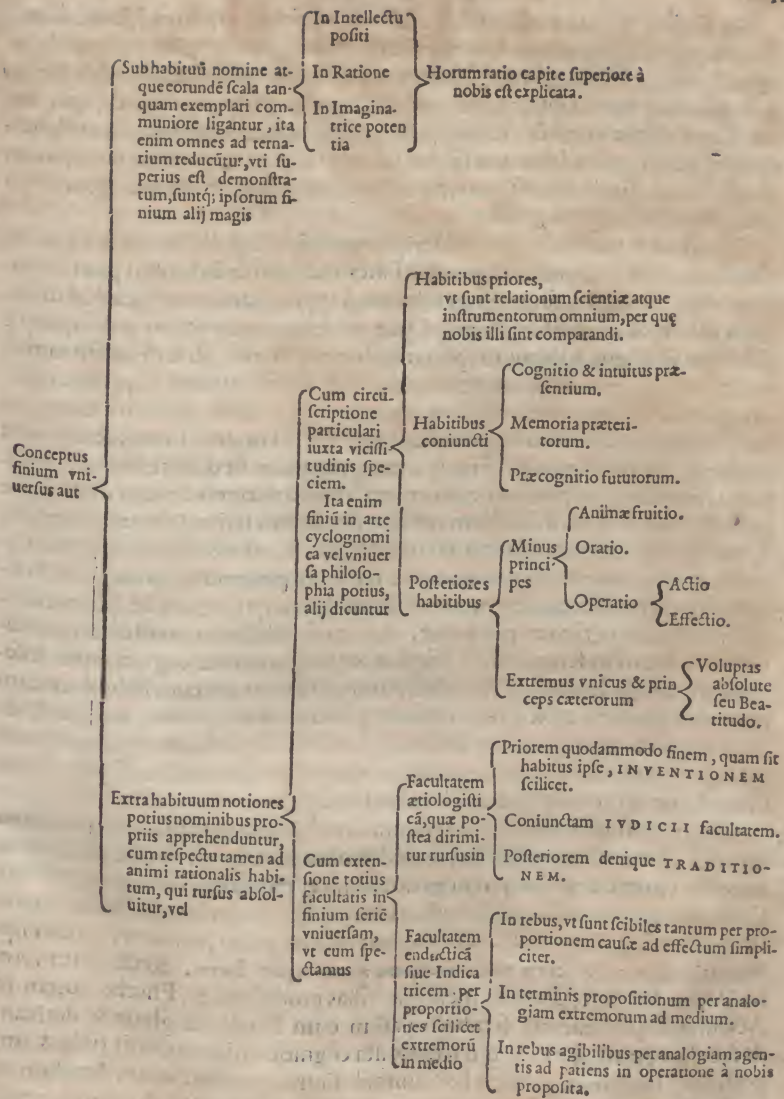 Conceptus
finium vni-
uersus aut
Sub habituũ nomine at-
que eorundẽ ſcala tan-
quam exemplari com-
muniore ligantur, ita
enim omnes ad terna-
rium reducũtur, vti ſu-
perius eſt demonſtra-
tum, ſuntq́; ipſorum fi-
nium alij magis
In Intellectu
poſiti
In Ratione
In Imagina-
trice poten
tia
Horum ratio capite ſuperiore à
nobis eſt explicata.
Extra habituum notiones
potius nominibus pro-
priis apprehenduntur,
cum reſpectu tamen ad
animi rationalis habi-
tum, qui rurſus abſol-
uitur, vel
Cum circũ-
ſcriptione
particulari
iuxta viciſſi-
tudinis ſpe-
ciem.
Ita enim
finiũ in arte
cyclognomi
ca vel vniuer
ſa philoſo-
phia potius,
alij dicuntur
Habitibus priores,
vt ſunt relationum ſcientiæ atque
inſtrumentorum omnium, per quę
nobis illi ſint comparandi.
Habitibus
coniuncti
Cognitio & intuitus præ-
ſentium.
Memoria præteri-
torum.
Præcognitio futurorum.
Poſteriores
habitibus
Minus
princi-
pes
Animæ fruitio.
Oratio.
Operatio
Actio
Effectio.
Extremus vnicus & prin
ceps cæterorum
Voluptas
abſolute
ſeu Bea-
titudo.
Cum exten-
ſione totius
facultatis in
finium ſeriẽ
vniuerſam,
vt cum ſpe-
ctamus
Facultatem
ætiologiſti
cã, quæ po-
ſtea dirimi-
tur rurſus in
Priorem quodammodo finem, quam ſit
habitus ipſe, INVENTIONEM
ſcilicet.
Coniunctam IVDICII facultatem.
Poſteriorem denique TRADITIO-
NEM.
Facultatem
endecticã
ſiue Indica
tricem per
proportio-
nes ſcilicet
extremorũ
in medio
In rebus, vt ſunt ſcibiles tantum per pro-
portionem cauſæ ad effectum ſimpli-
citer.
In terminis propoſitionum per analo-
giam extremorum ad medium.
In rebus agibilibus per analogiam agen-
tis ad patiens in operatione à nobis
propoſita.